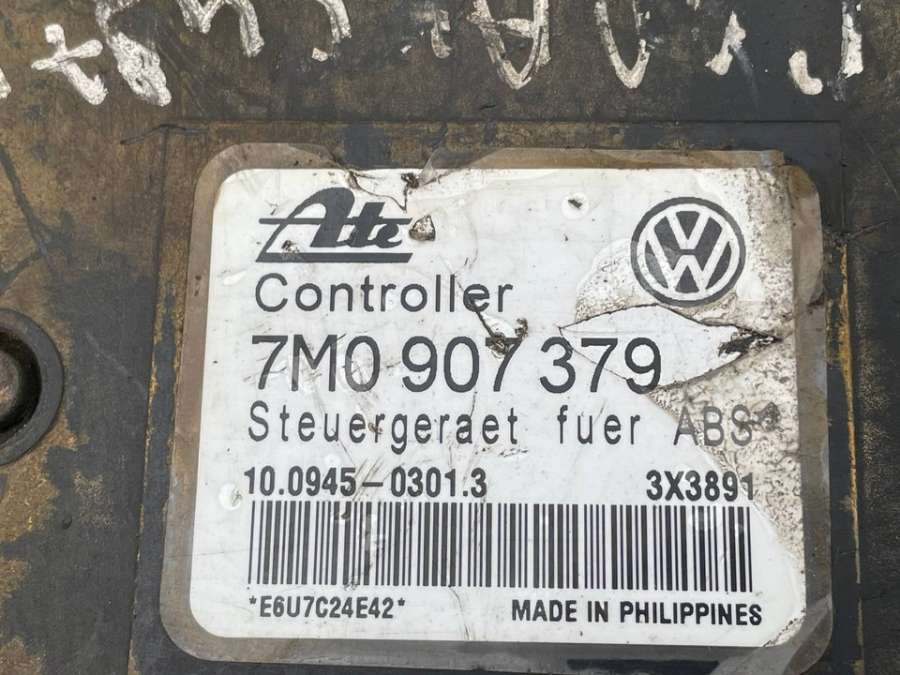 Ate
Controller
7M0 907 379
Steuergeraet fuer ABS
10.0945-0301.3 3X3891
*E6U7C24E42* MADE IN PHILIPPINES